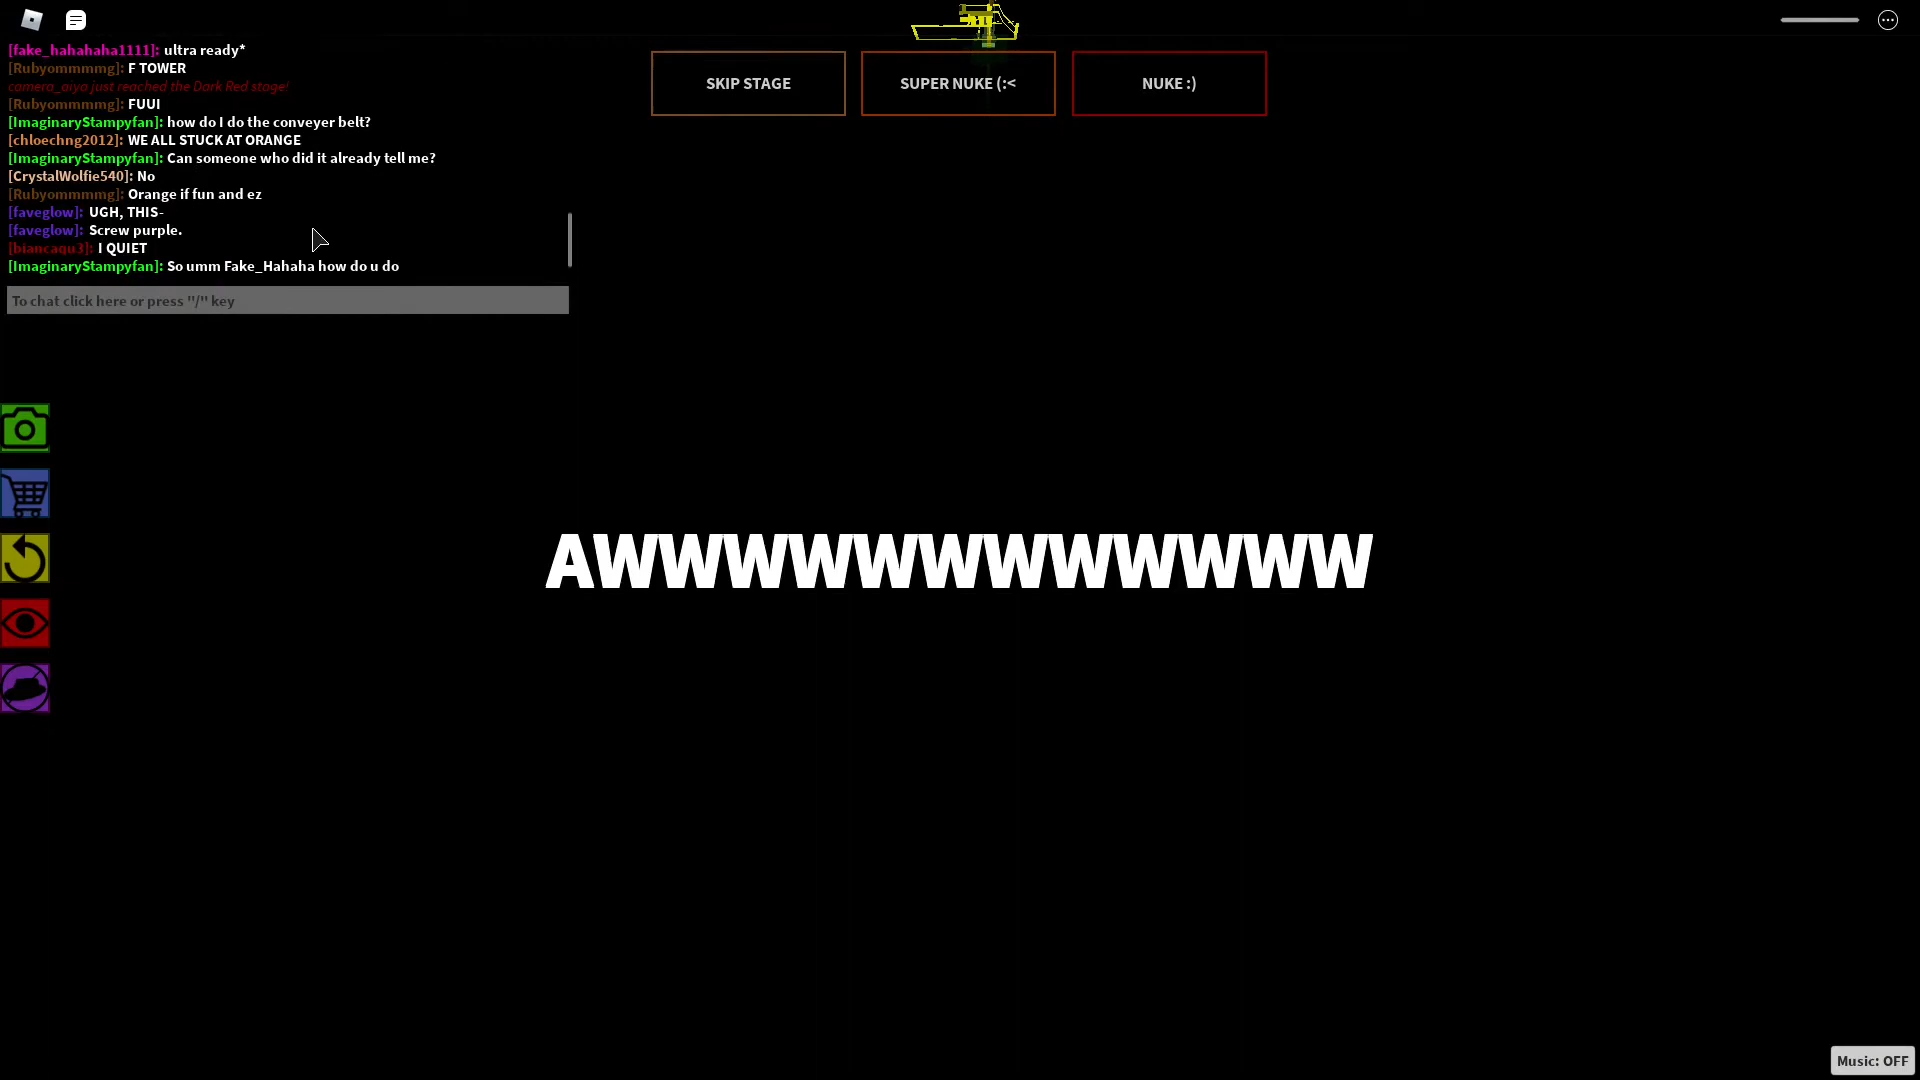 [fake_hahahaha1111]: ultra ready*
[Rubyommmmg]: F TOWER
camera_aiya just reached the Dark Red stage!
[Rubyommmmg]: FUUI
[ImaginaryStampyfan]: how do I do the conveyer belt?
[chloechng2012]: WE ALL STUCK AT ORANGE
[ImaginaryStampyfan]: Can someone who did it already tell me?
[CrystalWolfie540]: No
[Rubyommmmg]: Orange if fun and ez
[faveglow]: UGH, THIS-
[faveglow]: Screw purple.
[biancaqu3]: I QUIET
[ImaginaryStampyfan]: So umm Fake_Hahaha how do u do
To chat click here or press "/" key
SKIP STAGE
SUPER NUKE (:<
NUKE :)
AWWWWWWWWWWWW
Music: OFF